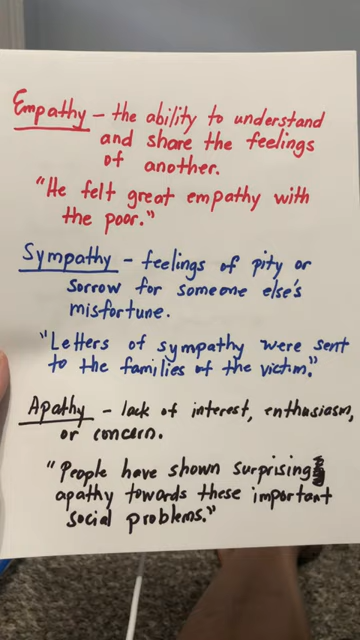 Empathy – the ability to understand
and share the feelings
of another.
"He felt great empathy with
the poor."
Sympathy – feelings of pity or
sorrow for someone else's
misfortune.
"Letters of sympathy were sent
to the families of the victim."
Apathy – lack of interest, enthusiasm,
or concern.
"People have shown surprising
apathy towards these important
social problems."